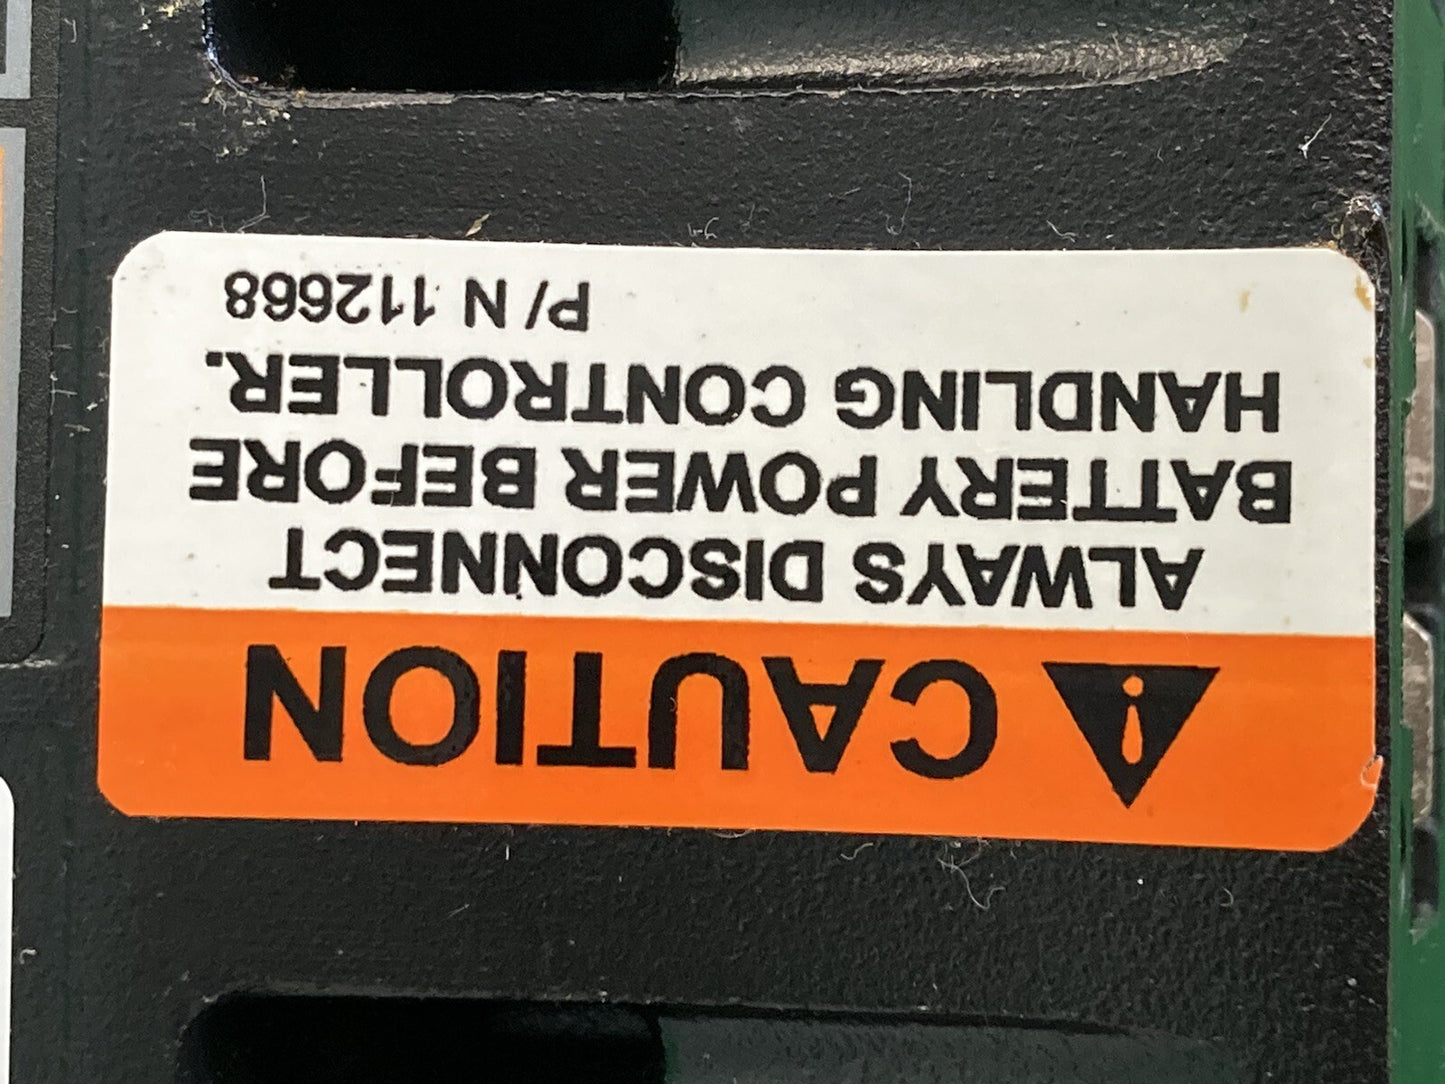 CAUTION
ALWAYS DISCONNECT
BATTERY POWER BEFORE
HANDLING CONTROLLER.
P/N 112668